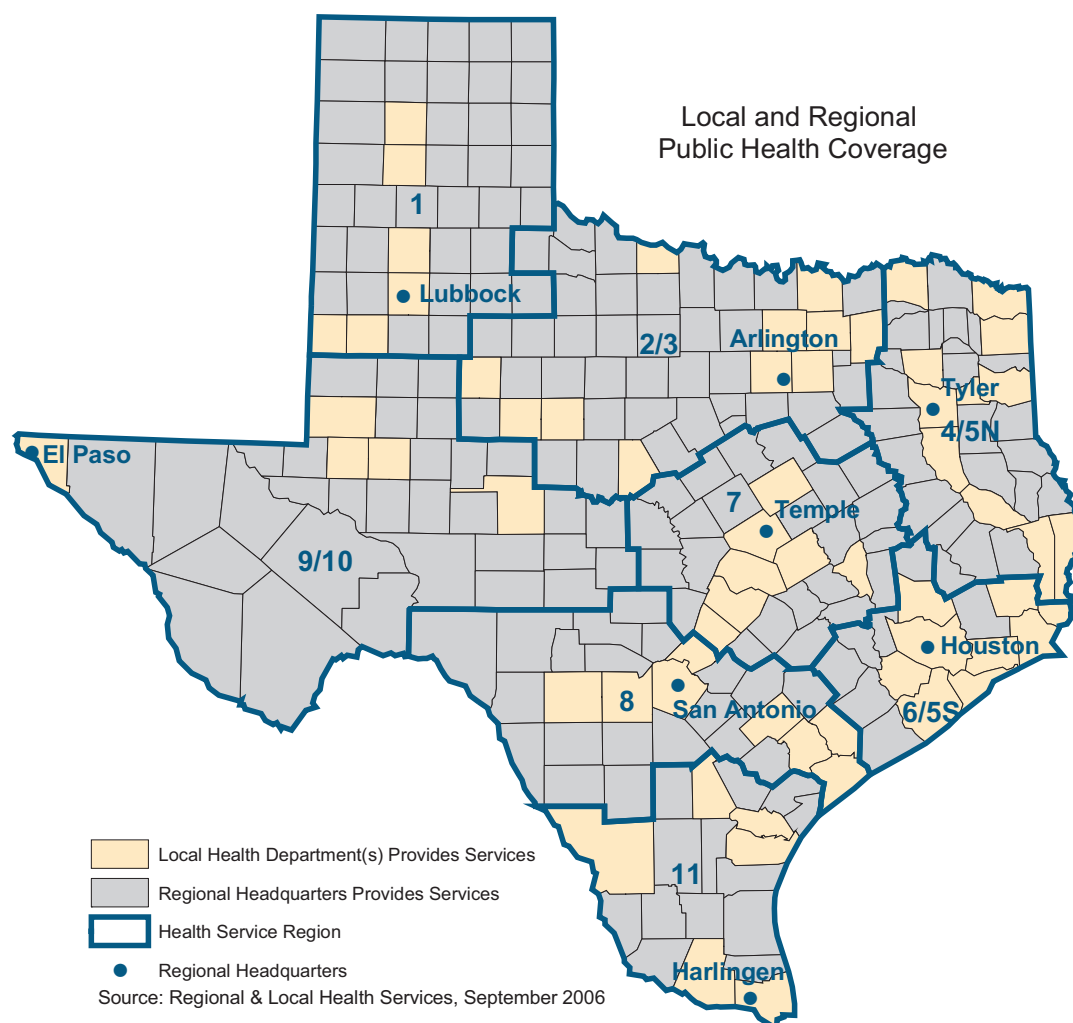 Local and Regional
Public Health Coverage
1
Lubbock
2/3
Arlington
Tyler
4/5N
El Paso
7
Temple
9/10
Houston
8
San Antonio
6/5S
11
Harlingen
Local Health Department(s) Provides Services
Regional Headquarters Provides Services
Health Service Region
Regional Headquarters
Source: Regional & Local Health Services, September 2006